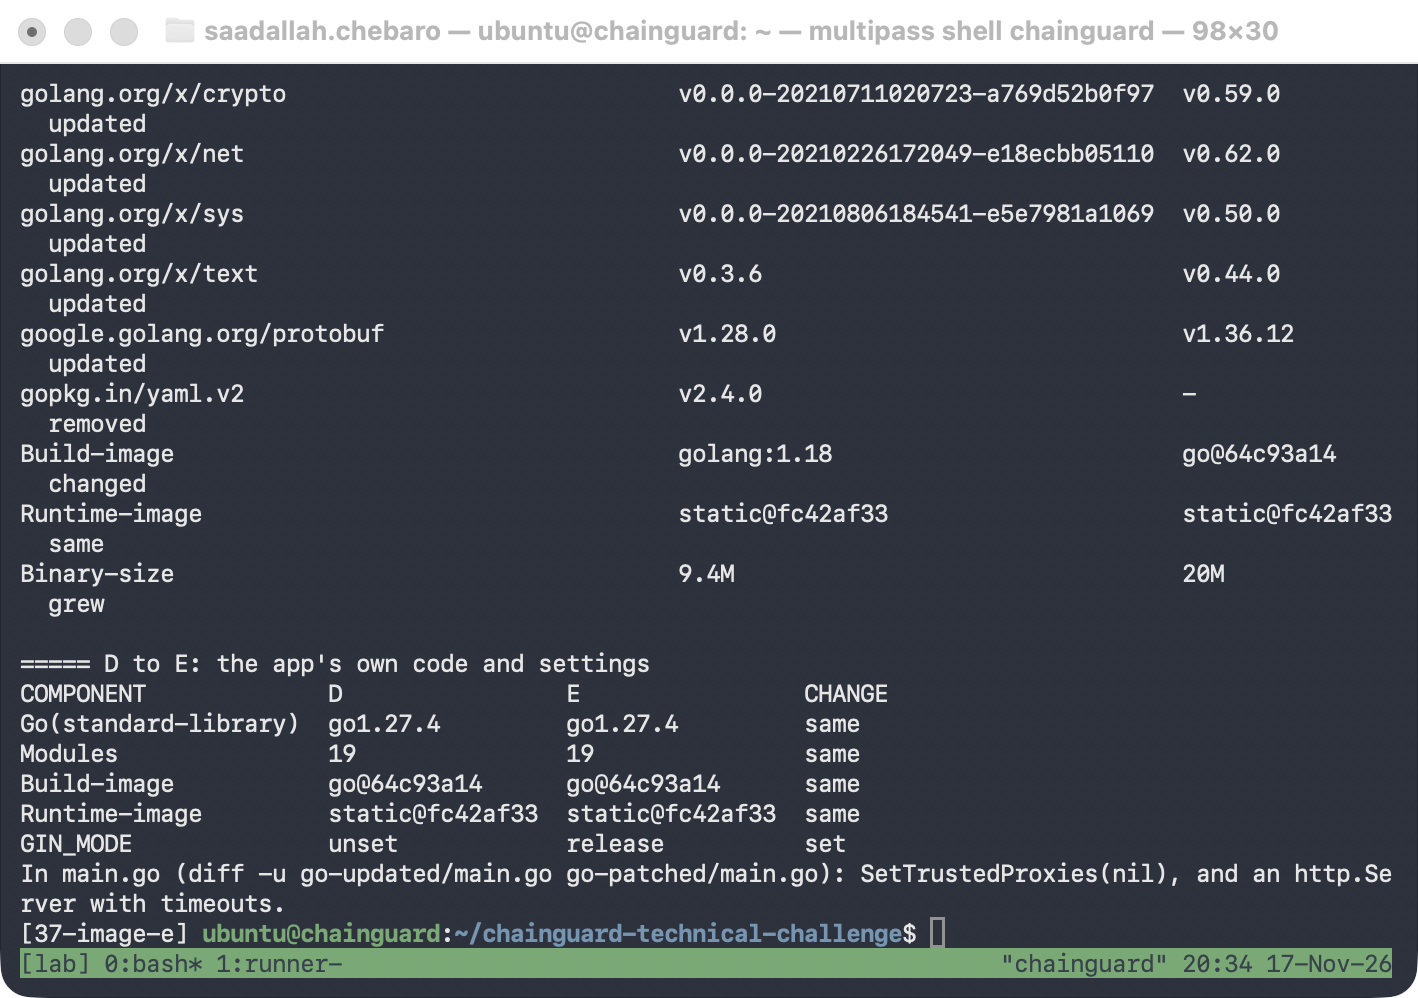 saadallah.chebaro — ubuntu@chainguard: ~ — multipass shell chainguard — 98×30
golang.org/x/crypto v0.0.0-20210711020723-a769d52b0f97 v0.59.0
updated
golang.org/x/net v0.0.0-20210226172049-e18ecbb05110 v0.62.0
updated
golang.org/x/sys v0.0.0-20210806184541-e5e7981a1069 v0.50.0
updated
golang.org/x/text v0.3.6 v0.44.0
updated
google.golang.org/protobuf v1.28.0 v1.36.12
updated
gopkg.in/yaml.v2 v2.4.0 -
removed
Build-image golang:1.18 go@64c93a14
changed
Runtime-image static@fc42af33 static@fc42af33
same
Binary-size 9.4M 20M
grew
===== D to E: the app's own code and settings
COMPONENT D E CHANGE
Go(standard-library) go1.27.4 go1.27.4 same
Modules 19 19 same
Build-image go@64c93a14 go@64c93a14 same
Runtime-image static@fc42af33 static@fc42af33 same
GIN_MODE unset release set
In main.go (diff -u go-updated/main.go go-patched/main.go): SetTrustedProxies(nil), and an http.Se
rver with timeouts.
[37-image-e] ubuntu@chainguard:~/chainguard-technical-challenge$
[lab] 0:bash* 1:runner- "chainguard" 20:34 17-Nov-26